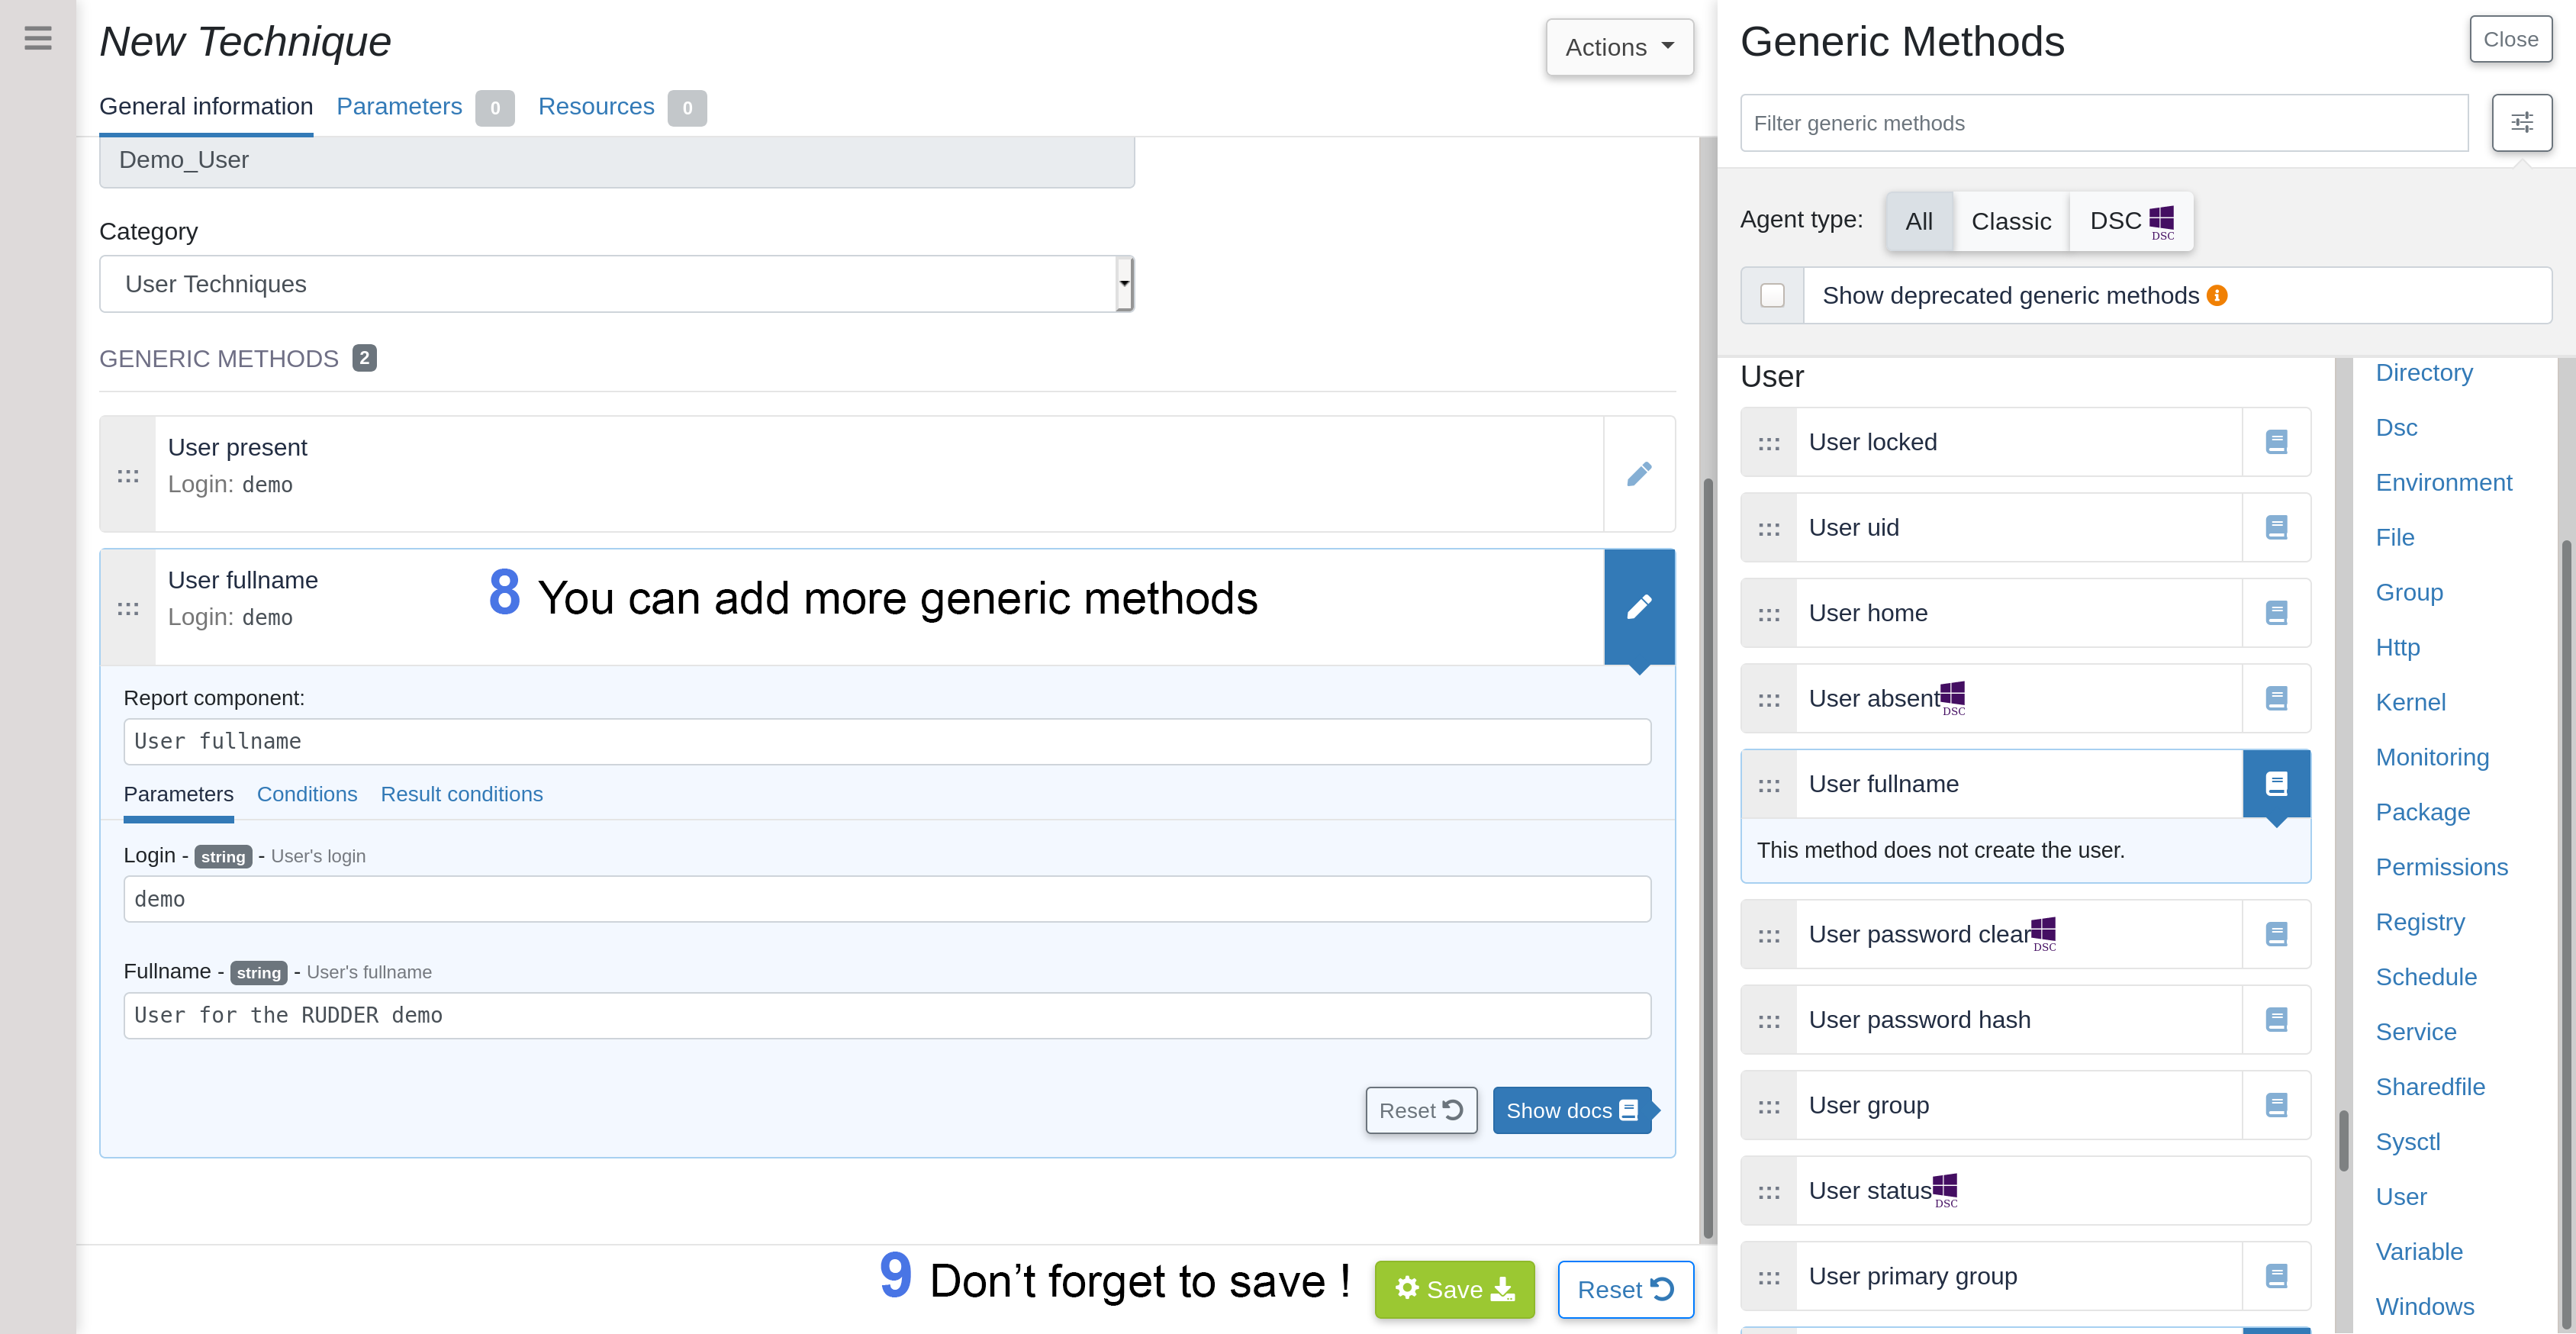 New Technique
Actions
General information Parameters 0 Resources 0
Demo_User
Category
User Techniques
GENERIC METHODS 2
User present
Login: demo
User fullname
Login: demo
8 You can add more generic methods
Report component:
User fullname
Parameters Conditions Result conditions
Login - string - User's login
demo
Fullname - string - User's fullname
User for the RUDDER demo
Reset Show docs
9 Don’t forget to save ! Save Reset
Generic Methods
Close
Filter generic methods
Agent type: All Classic DSC DSC
Show deprecated generic methods
User
User locked
User uid
User home
User absent DSC
User fullname
This method does not create the user.
User password clear DSC
User password hash
User group
User status DSC
User primary group
Directory
Dsc
Environment
File
Group
Http
Kernel
Monitoring
Package
Permissions
Registry
Schedule
Service
Sharedfile
Sysctl
User
Variable
Windows